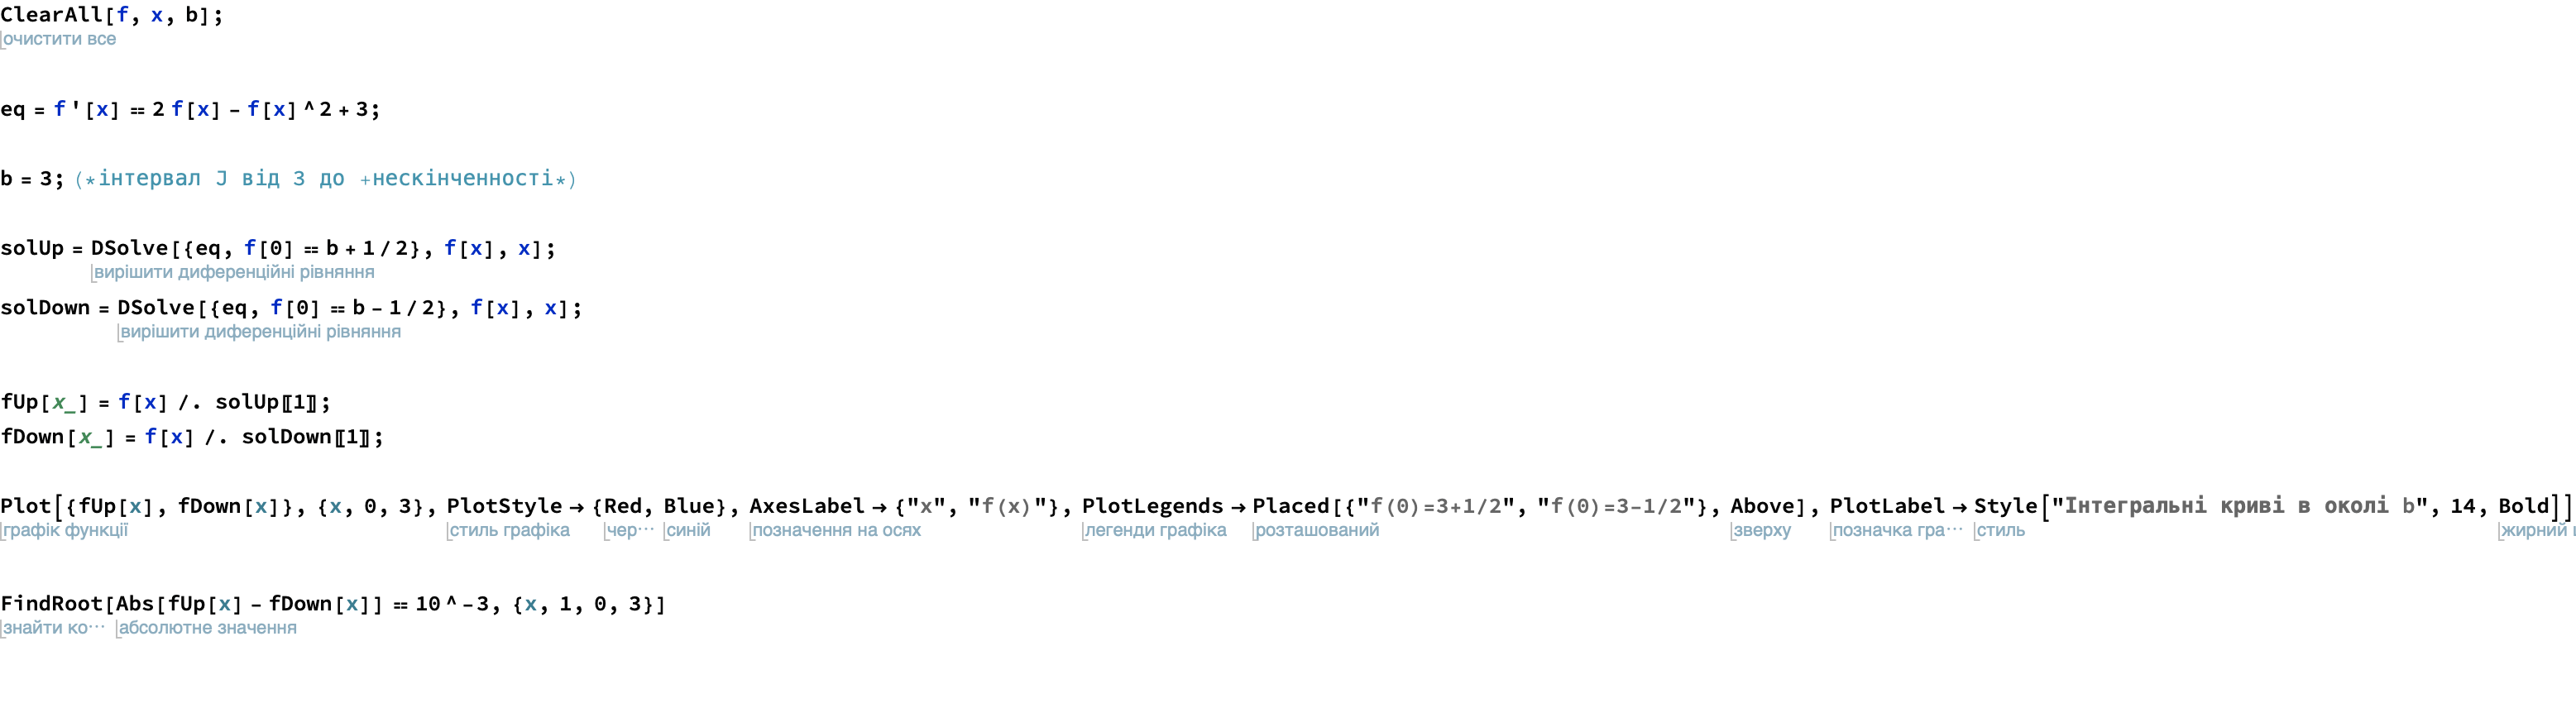 ClearAll[f, x, b];
очистити все
eq = f'[x] == 2 f[x] - f[x]^2 + 3;
b = 3; (*інтервал J від 3 до +нескінченності*)
solUp = DSolve[{eq, f[0] == b + 1/2}, f[x], x];
вирішити диференційні рівняння
solDown = DSolve[{eq, f[0] == b - 1/2}, f[x], x];
вирішити диференційні рівняння
fUp[x_] = f[x] /. solUp〚1〛;
fDown[x_] = f[x] /. solDown〚1〛;
Plot[{fUp[x], fDown[x]}, {x, 0, 3}, PlotStyle → {Red, Blue}, AxesLabel → {"x", "f(x)"}, PlotLegends → Placed[{"f(0)=3+1/2", "f(0)=3-1/2"}, Above], PlotLabel → Style["Інтегральні криві в околі b", 14, Bold]]
графік функції стиль графіка чер⋯ синій позначення на осях легенди графіка розташований зверху позначка гра⋯ стиль жирний
FindRoot[Abs[fUp[x] - fDown[x]] == 10^-3, {x, 1, 0, 3}]
знайти ко⋯ абсолютне значення